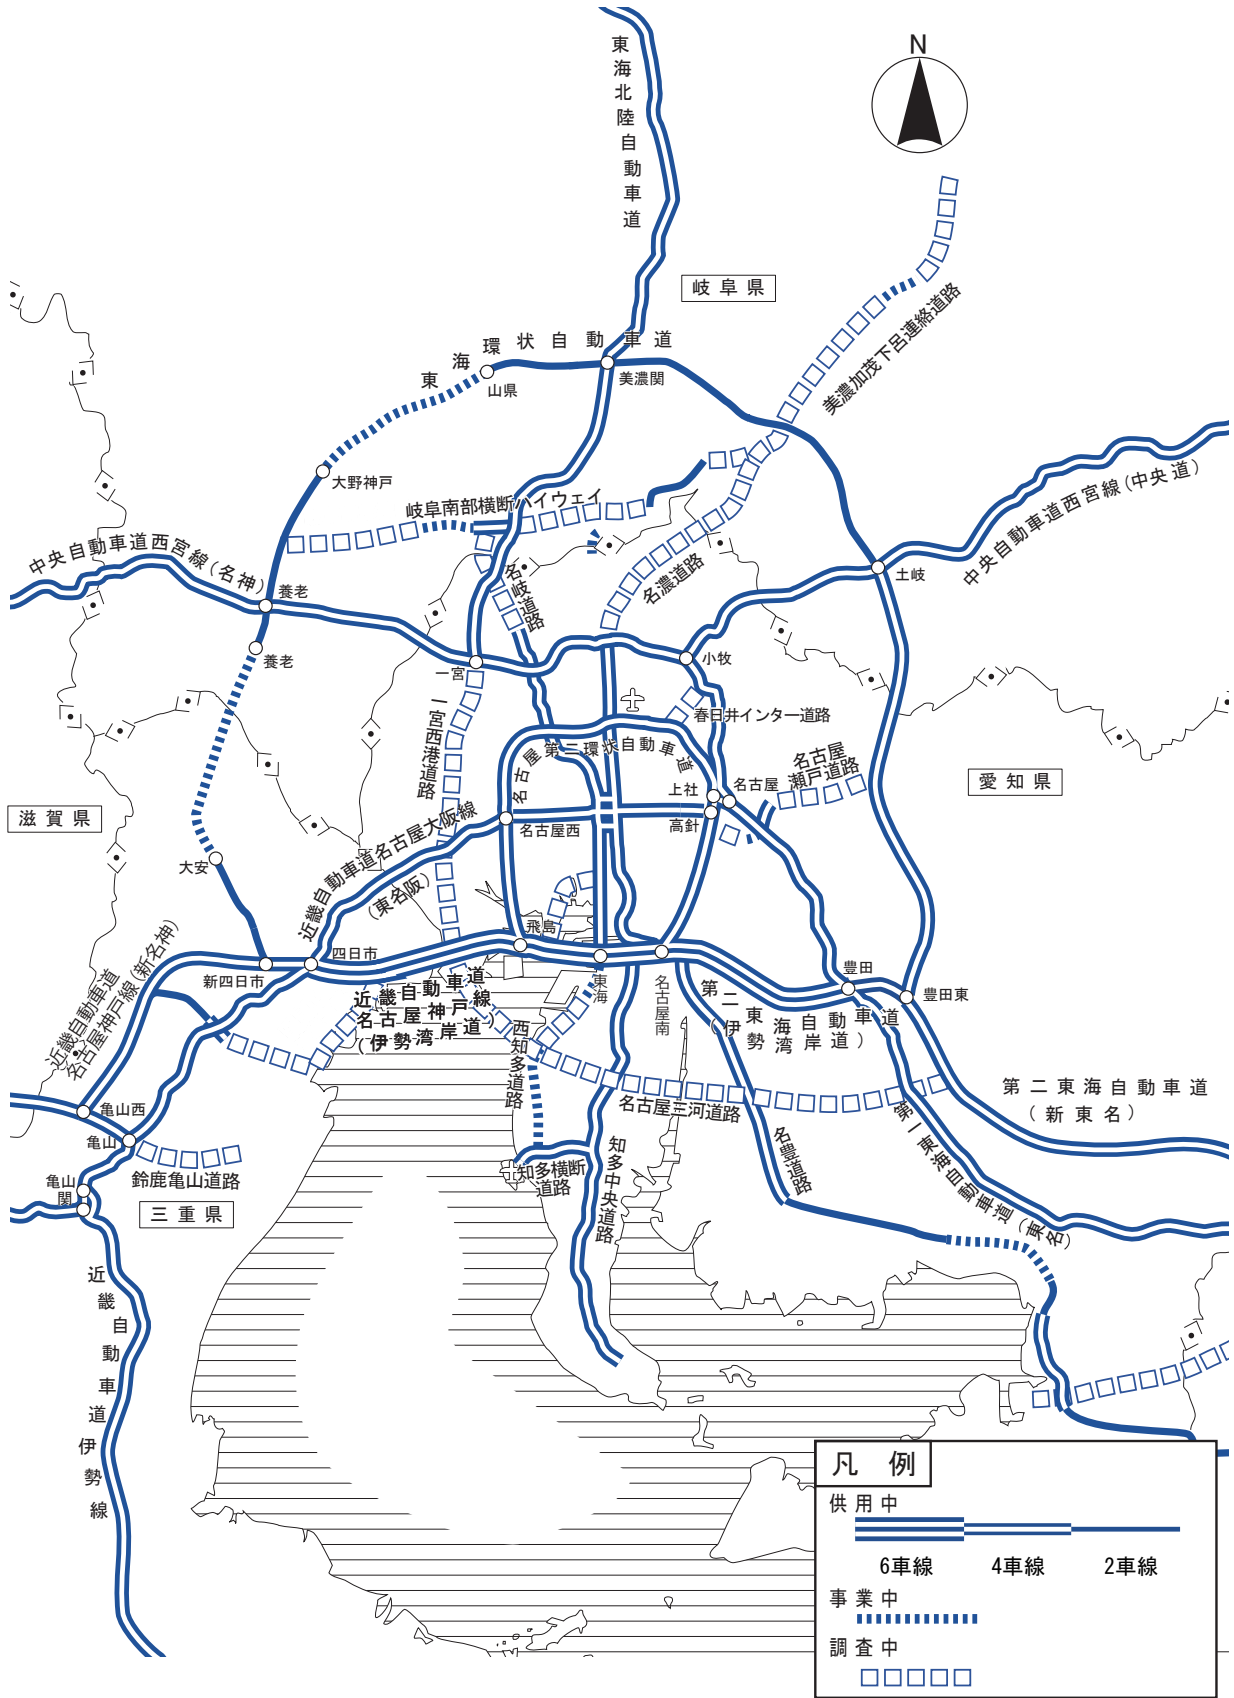 N
東海北陸自動車道
岐阜県
東海環状自動車道
山県
美濃関
美濃加茂下呂連絡道路
大野神戸
岐阜南部横断ハイウェイ
中央自動車道西宮線(中央道)
中央自動車道西宮線(名神)
名岐道路
名濃道路
土岐
養老
養老
一宮
小牧
春日井インター道路
一宮西港道路
名古屋第二環状自動車道
名古屋
瀬戸道路
上社
名古屋
愛知県
滋賀県
高針
名古屋西
近畿自動車道名古屋大阪線
(東名阪)
大安
飛島
四日市
新四日市
近畿自動車道
名古屋神戸線(新名神)
近畿自動車道
名古屋神戸線
(伊勢湾岸道)
東海
名古屋南
豊田
豊田東
第二東海自動車道
(伊勢湾岸道)
西知多道路
第二東海自動車道
(新東名)
名古屋三河道路
亀山西
亀山
鈴鹿亀山道路
亀山
関
三重県
知多横断
道路
知多中央道路
名豊道路
第一東海自動車道(東名)
近畿自動車道伊勢線
凡例
供用中
6車線
4車線
2車線
事業中
調査中